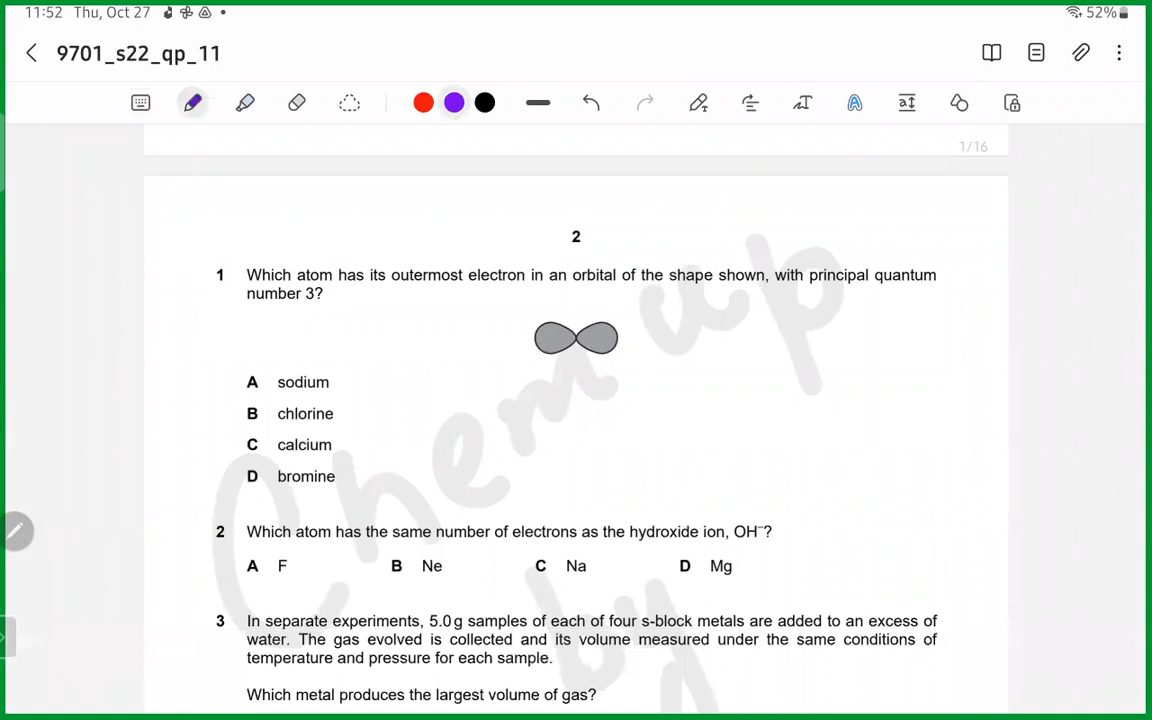 11:52 Thu, Oct 27
52%
9701_s22_qp_11
1/16
2
1 Which atom has its outermost electron in an orbital of the shape shown, with principal quantum
number 3?
A sodium
B chlorine
C calcium
D bromine
2 Which atom has the same number of electrons as the hydroxide ion, OH⁻?
A F B Ne C Na D Mg
3 In separate experiments, 5.0 g samples of each of four s-block metals are added to an excess of
water. The gas evolved is collected and its volume measured under the same conditions of
temperature and pressure for each sample.
Which metal produces the largest volume of gas?
Chem up
by